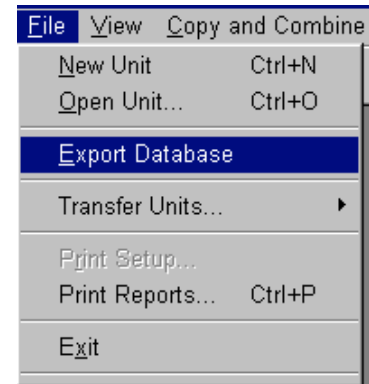 File View Copy and Combine
New Unit Ctrl+N
Open Unit... Ctrl+O
Export Database
Transfer Units...
Print Setup...
Print Reports... Ctrl+P
Exit